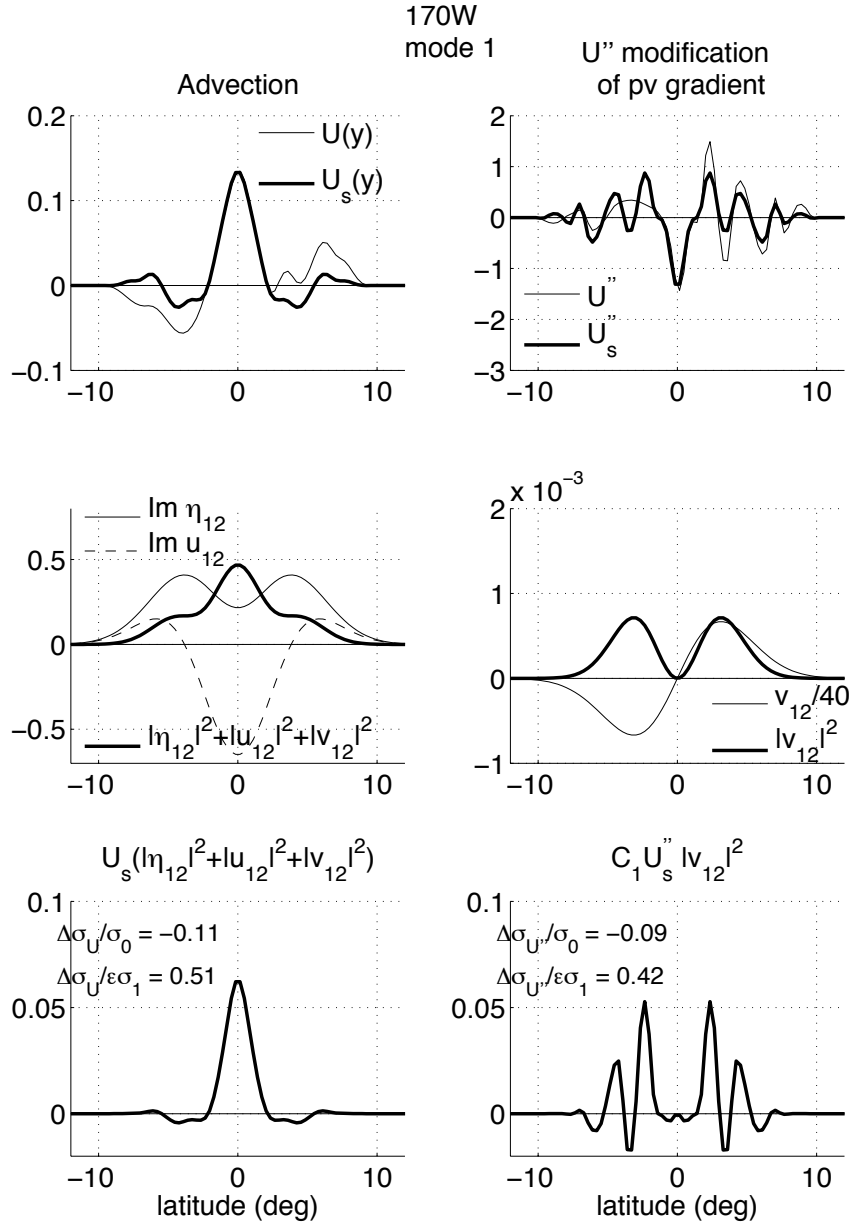 170W
mode 1
Advection
U’’ modification
of pv gradient
0.2
0.1
0
−0.1
−10
0
10
U(y)
U_s(y)
2
1
0
−1
−2
−3
−10
0
10
U’’
U_s’’
0.5
0
−0.5
−10
0
10
Im η_12
Im u_12
|η_12|^2+|u_12|^2+|v_12|^2
x 10^−3
2
1
0
−1
−10
0
10
v_12/40
|v_12|^2
U_s(|η_12|^2+|u_12|^2+|v_12|^2)
0.1
0.05
0
−10
0
10
Δσ_U/σ_0 = −0.11
Δσ_U/εσ_1 = 0.51
latitude (deg)
C_1U_s’’ |v_12|^2
0.1
0.05
0
−10
0
10
Δσ_U’’/σ_0 = −0.09
Δσ_U’’/εσ_1 = 0.42
latitude (deg)